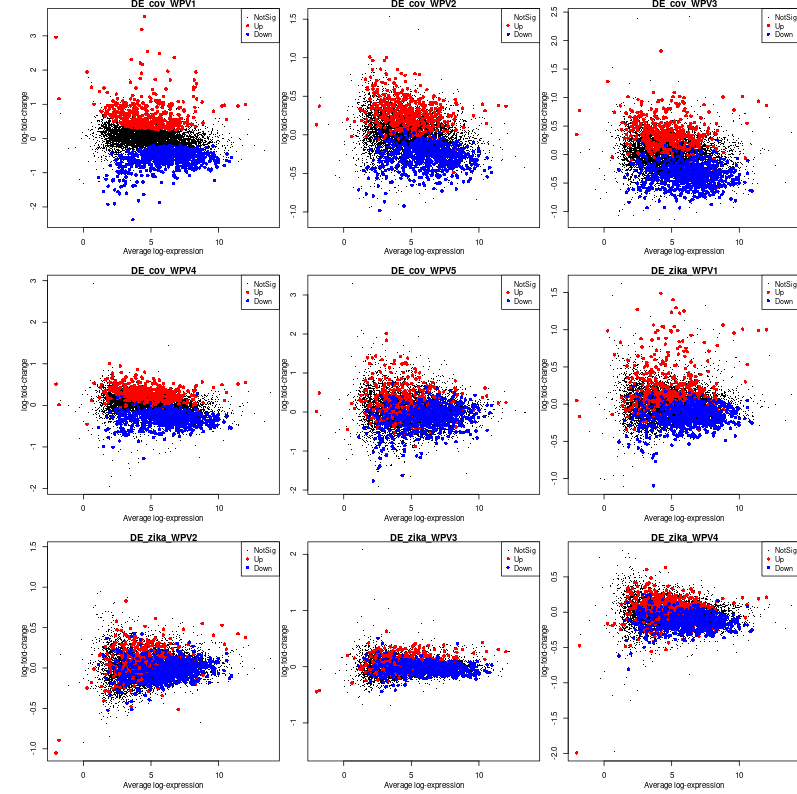 DE_cov_WPV1
log-fold-change
-2 -1 0 1 2 3
0 5 10
Average log-expression
NotSig
Up
Down
DE_cov_WPV2
log-fold-change
-1.0 -0.5 0.0 0.5 1.0 1.5
0 5 10
Average log-expression
NotSig
Up
Down
DE_cov_WPV3
log-fold-change
-1.0 -0.5 0.0 0.5 1.0 1.5 2.0 2.5
0 5 10
Average log-expression
NotSig
Up
Down
DE_cov_WPV4
log-fold-change
-2 -1 0 1 2 3
0 5 10
Average log-expression
NotSig
Up
Down
DE_cov_WPV5
log-fold-change
-2 -1 0 1 2 3
0 5 10
Average log-expression
NotSig
Up
Down
DE_zika_WPV1
log-fold-change
-1.0 -0.5 0.0 0.5 1.0 1.5
0 5 10
Average log-expression
NotSig
Up
Down
DE_zika_WPV2
log-fold-change
-1.0 -0.5 0.0 0.5 1.0 1.5
0 5 10
Average log-expression
NotSig
Up
Down
DE_zika_WPV3
log-fold-change
-1 0 1 2
0 5 10
Average log-expression
NotSig
Up
Down
DE_zika_WPV4
log-fold-change
-2.0 -1.5 -1.0 -0.5 0.0 0.5
0 5 10
Average log-expression
NotSig
Up
Down